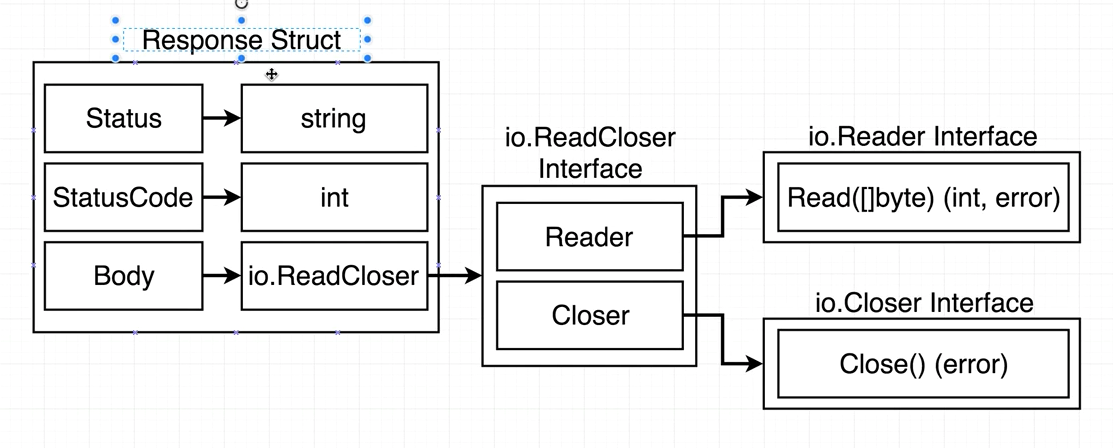 Response Struct
Status
string
StatusCode
int
Body
io.ReadCloser
io.ReadCloser
Interface
Reader
Closer
io.Reader Interface
Read([]byte) (int, error)
io.Closer Interface
Close() (error)